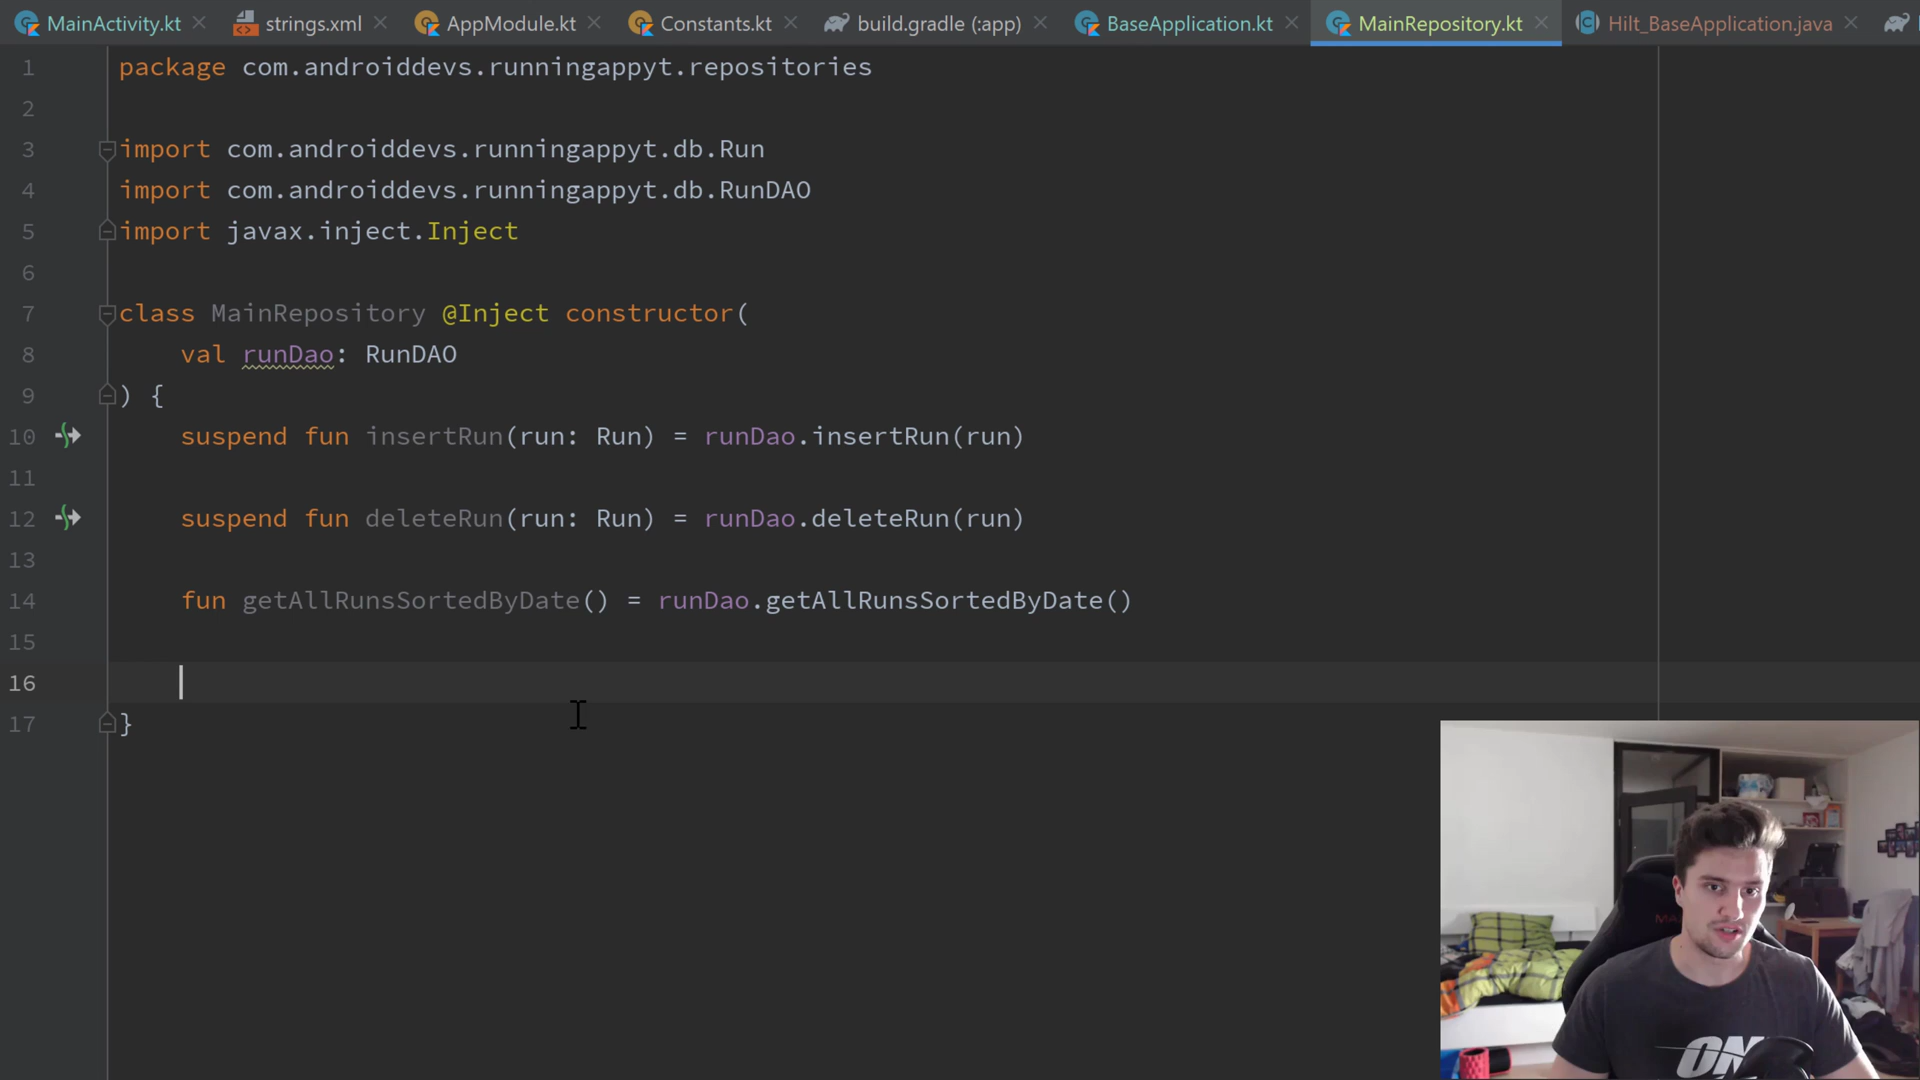 MainActivity.kt strings.xml AppModule.kt Constants.kt build.gradle (:app) BaseApplication.kt MainRepository.kt Hilt_BaseApplication.java
1 package com.androiddevs.runningappyt.repositories
2
3 import com.androiddevs.runningappyt.db.Run
4 import com.androiddevs.runningappyt.db.RunDAO
5 import javax.inject.Inject
6
7 class MainRepository @Inject constructor(
8 val runDao: RunDAO
9 ) {
10 suspend fun insertRun(run: Run) = runDao.insertRun(run)
11
12 suspend fun deleteRun(run: Run) = runDao.deleteRun(run)
13
14 fun getAllRunsSortedByDate() = runDao.getAllRunsSortedByDate()
15
16
17 }